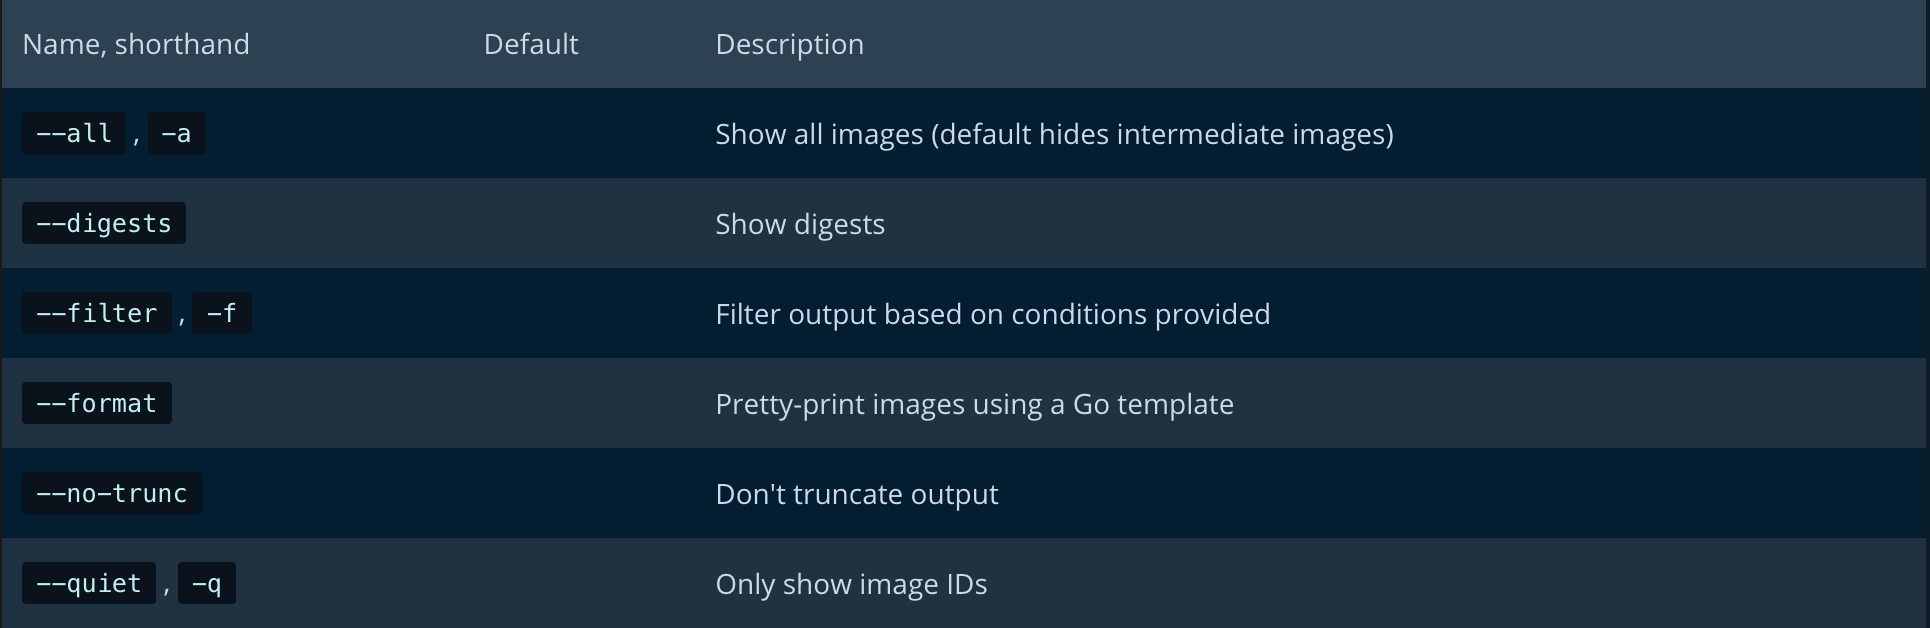 Name, shorthand Default Description
--all , -a Show all images (default hides intermediate images)
--digests Show digests
--filter , -f Filter output based on conditions provided
--format Pretty-print images using a Go template
--no-trunc Don't truncate output
--quiet , -q Only show image IDs